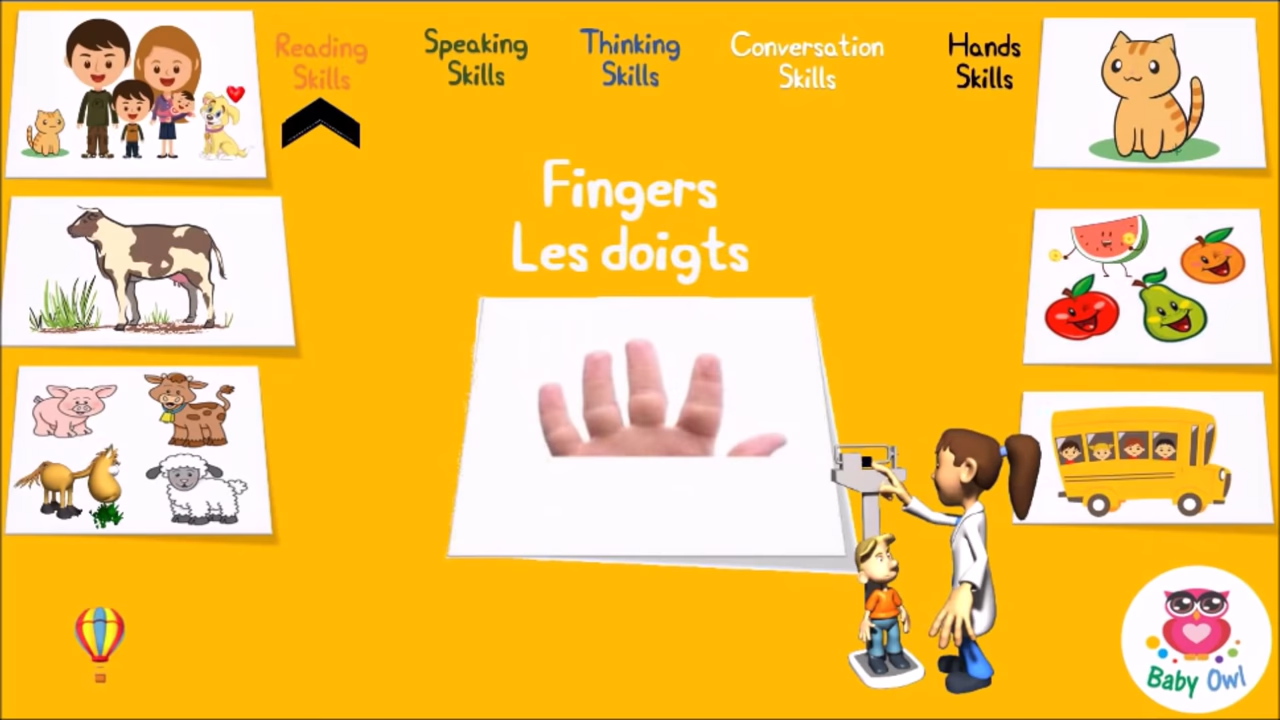 Reading
Skills
Speaking
Skills
Thinking
Skills
Conversation
Skills
Hands
Skills
Fingers
Les doigts
Baby Owl